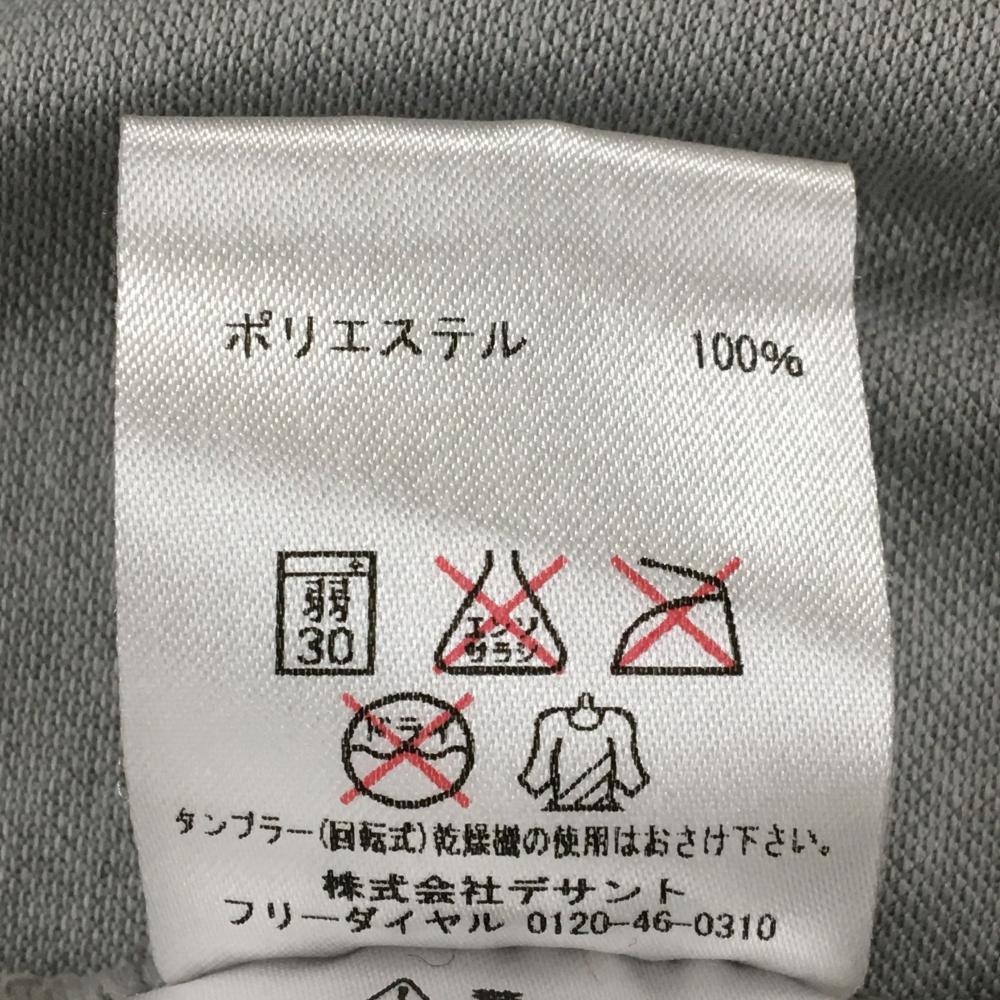 ポリエステル 100%
弱
30
エンソ
サラシ
ドライ
タンブラー(回転式)乾燥機の使用はおさけ下さい。
株式会社デサント
フリーダイヤル 0120-46-0310